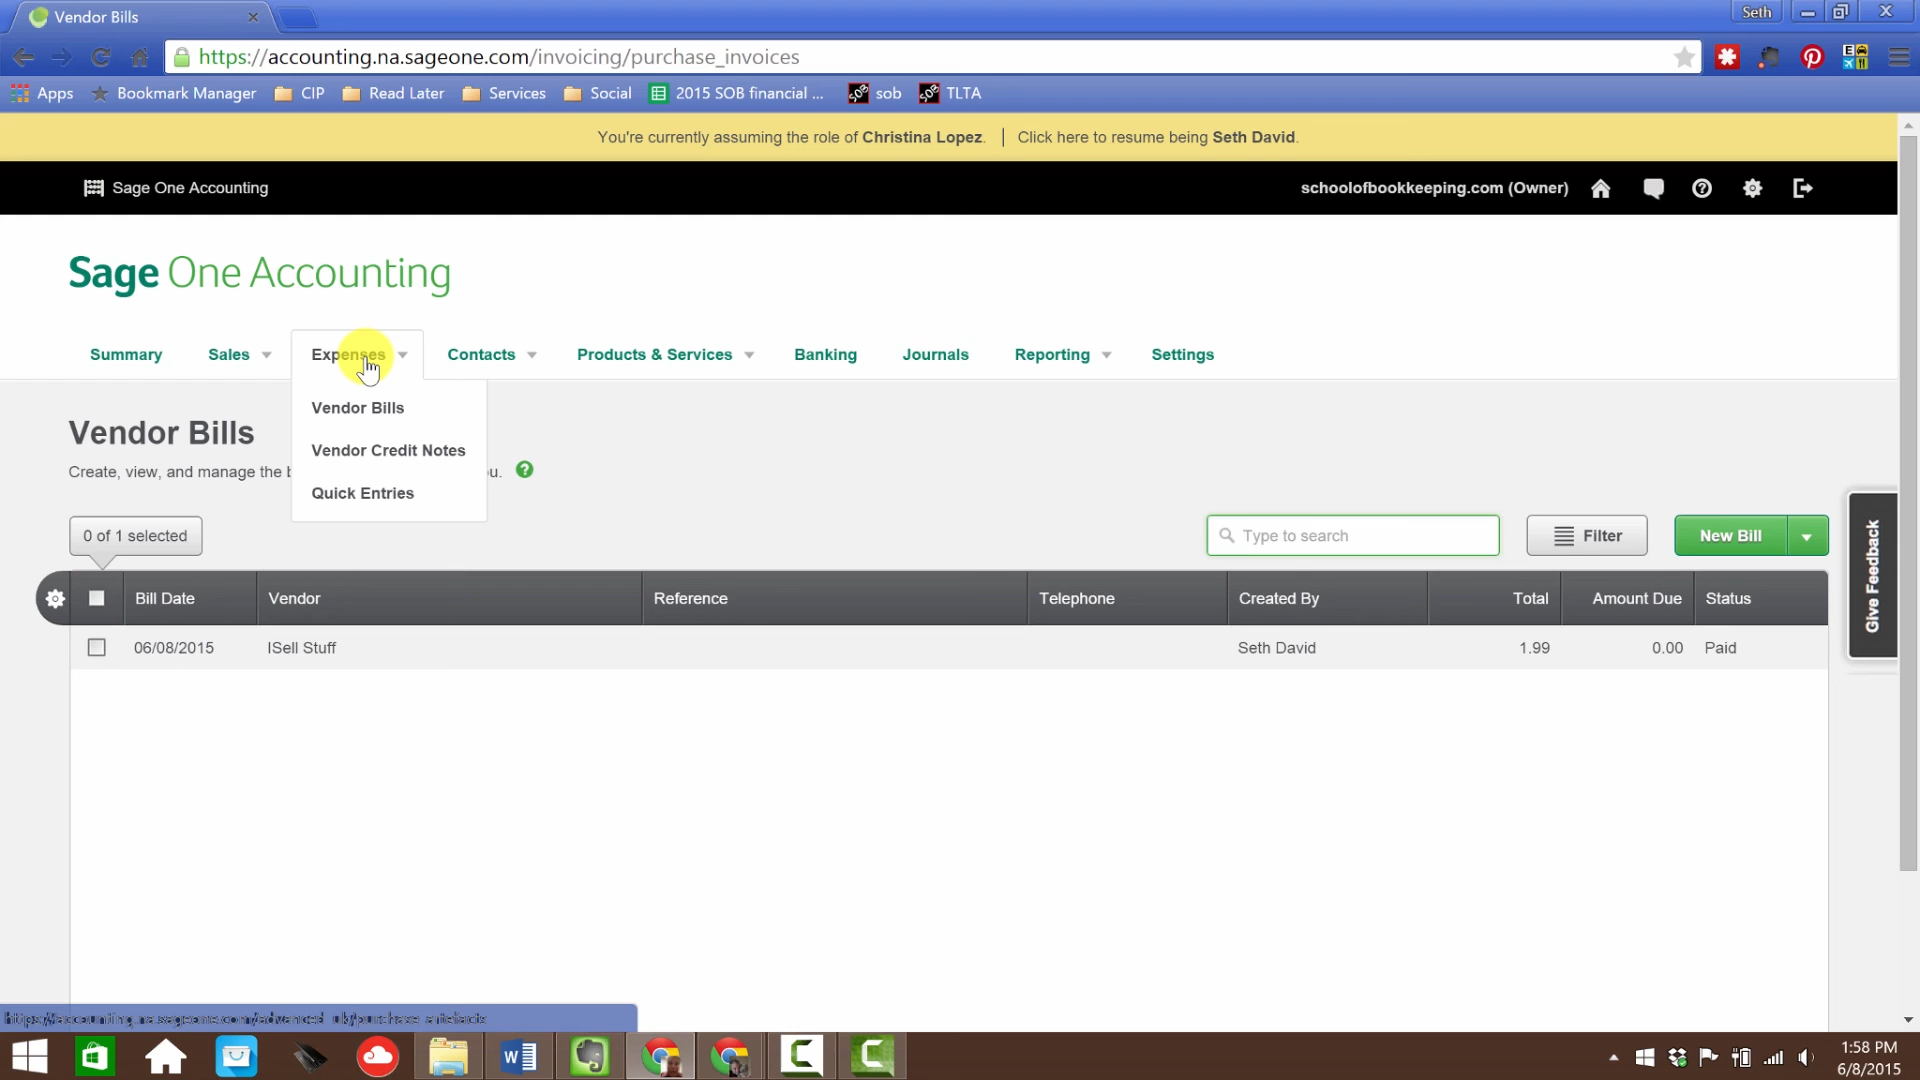 Vendor Bills
Seth
https://accounting.na.sageone.com/invoicing/purchase_invoices
Apps Bookmark Manager CIP Read Later Services Social 2015 SOB financial ... sob TLTA
You're currently assuming the role of Christina Lopez. | Click here to resume being Seth David.
Sage One Accounting
schoolofbookkeeping.com (Owner)
Sage One Accounting
Summary Sales Expenses Contacts Products & Services Banking Journals Reporting Settings
Vendor Bills
Vendor Credit Notes
Quick Entries
Vendor Bills
Create, view, and manage the b
u.
0 of 1 selected
Type to search
Filter
New Bill
Give Feedback
Bill Date Vendor Reference Telephone Created By Total Amount Due Status
06/08/2015 ISell Stuff Seth David 1.99 0.00 Paid
1:58 PM
6/8/2015